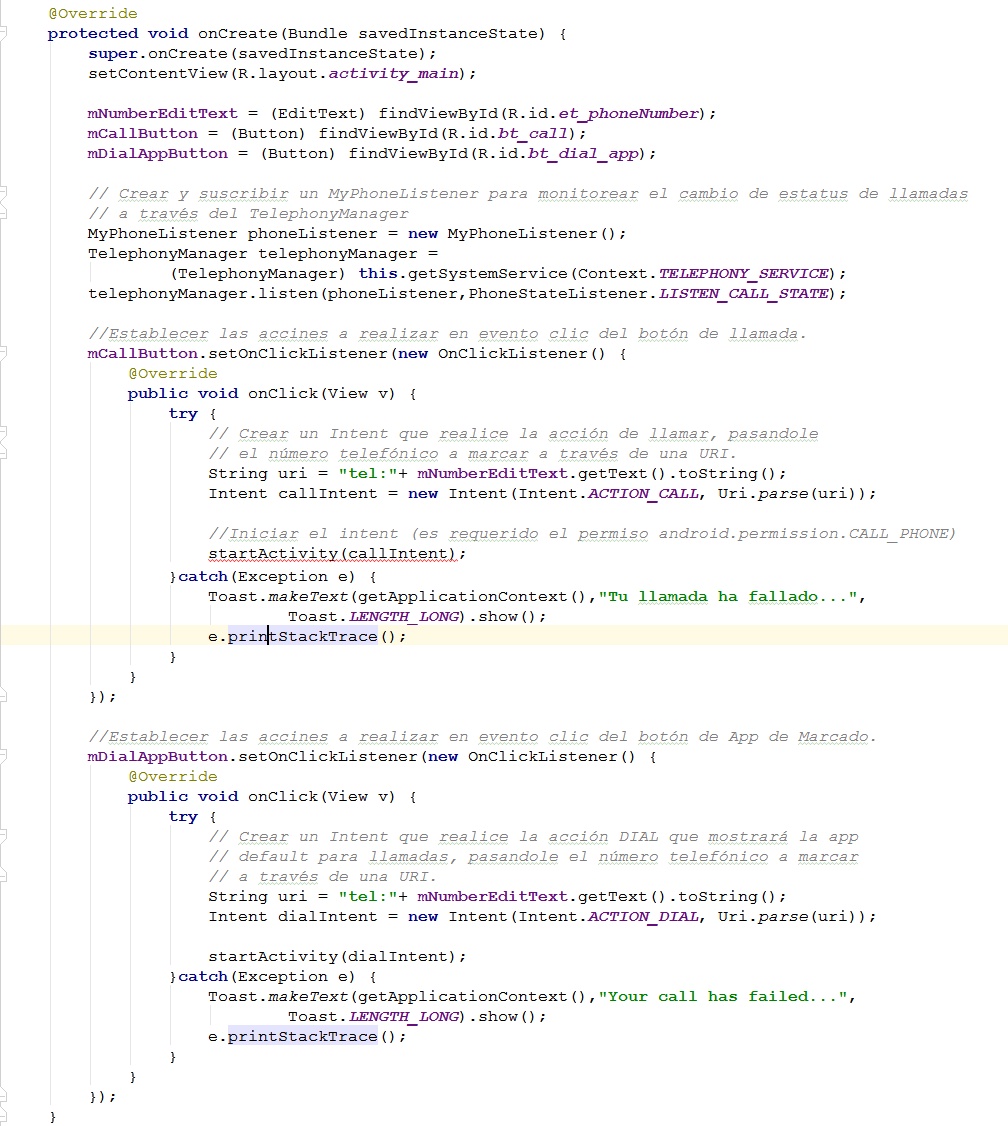 @Override
protected void onCreate(Bundle savedInstanceState) {
super.onCreate(savedInstanceState);
setContentView(R.layout.activity_main);
mNumberEditText = (EditText) findViewById(R.id.et_phoneNumber);
mCallButton = (Button) findViewById(R.id.bt_call);
mDialAppButton = (Button) findViewById(R.id.bt_dial_app);
// Crear y suscribir un MyPhoneListener para monitorear el cambio de estatus de llamadas
// a través del TelephonyManager
MyPhoneListener phoneListener = new MyPhoneListener();
TelephonyManager telephonyManager =
(TelephonyManager) this.getSystemService(Context.TELEPHONY_SERVICE);
telephonyManager.listen(phoneListener,PhoneStateListener.LISTEN_CALL_STATE);
//Establecer las accines a realizar en evento clic del botón de llamada.
mCallButton.setOnClickListener(new OnClickListener() {
@Override
public void onClick(View v) {
try {
// Crear un Intent que realice la acción de llamar, pasandole
// el número telefónico a marcar a través de una URI.
String uri = "tel:"+ mNumberEditText.getText().toString();
Intent callIntent = new Intent(Intent.ACTION_CALL, Uri.parse(uri));
//Iniciar el intent (es requerido el permiso android.permission.CALL_PHONE)
startActivity(callIntent);
}catch(Exception e) {
Toast.makeText(getApplicationContext(),"Tu llamada ha fallado...",
Toast.LENGTH_LONG).show();
e.printStackTrace();
}
}
});
//Establecer las accines a realizar en evento clic del botón de App de Marcado.
mDialAppButton.setOnClickListener(new OnClickListener() {
@Override
public void onClick(View v) {
try {
// Crear un Intent que realice la acción DIAL que mostrará la app
// default para llamadas, pasandole el número telefónico a marcar
// a través de una URI.
String uri = "tel:"+ mNumberEditText.getText().toString();
Intent dialIntent = new Intent(Intent.ACTION_DIAL, Uri.parse(uri));
startActivity(dialIntent);
}catch(Exception e) {
Toast.makeText(getApplicationContext(),"Your call has failed...",
Toast.LENGTH_LONG).show();
e.printStackTrace();
}
}
});
}